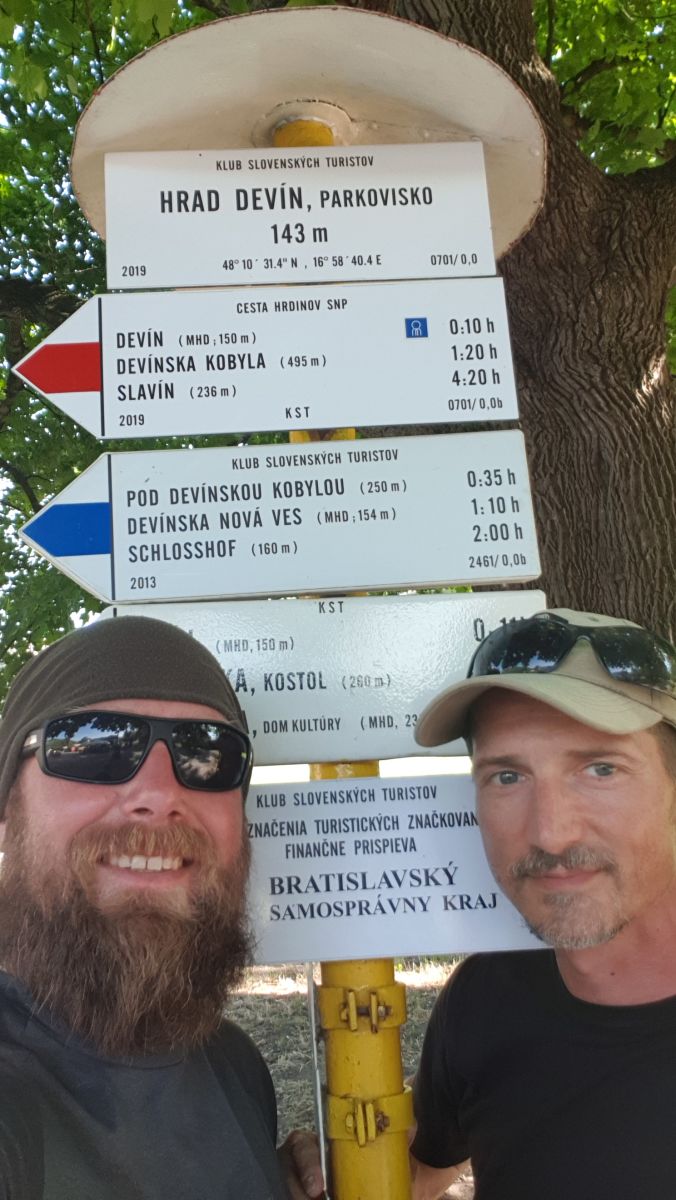 KLUB SLOVENSKÝCH TURISTOV
HRAD DEVÍN, PARKOVISKO
143 m
2019 48° 10´ 31.4" N , 16° 58´ 40.4 E 0701/ 0,0
CESTA HRDINOV SNP
DEVÍN (MHD ; 150 m) 0:10 h
DEVÍNSKA KOBYLA (495 m) 1:20 h
SLAVÍN (236 m) 4:20 h
2019 KST 0701/ 0,0b
KLUB SLOVENSKÝCH TURISTOV
POD DEVÍNSKOU KOBYLOU (250 m) 0:35 h
DEVÍNSKA NOVÁ VES (MHD ; 154 m) 1:10 h
SCHLOSSHOF (160 m) 2:00 h
2013 2461/ 0,0b
KST
(MHD, 150 m)
KOSTOL (260 m)
DOM KULTÚRY (MHD,
KLUB SLOVENSKÝCH TURISTOV
ZNAČENIA TURISTICKÝCH
FINANČNE PRISPIEVA
BRATISLAVSKÝ
SAMOSPRÁVNY KRAJ